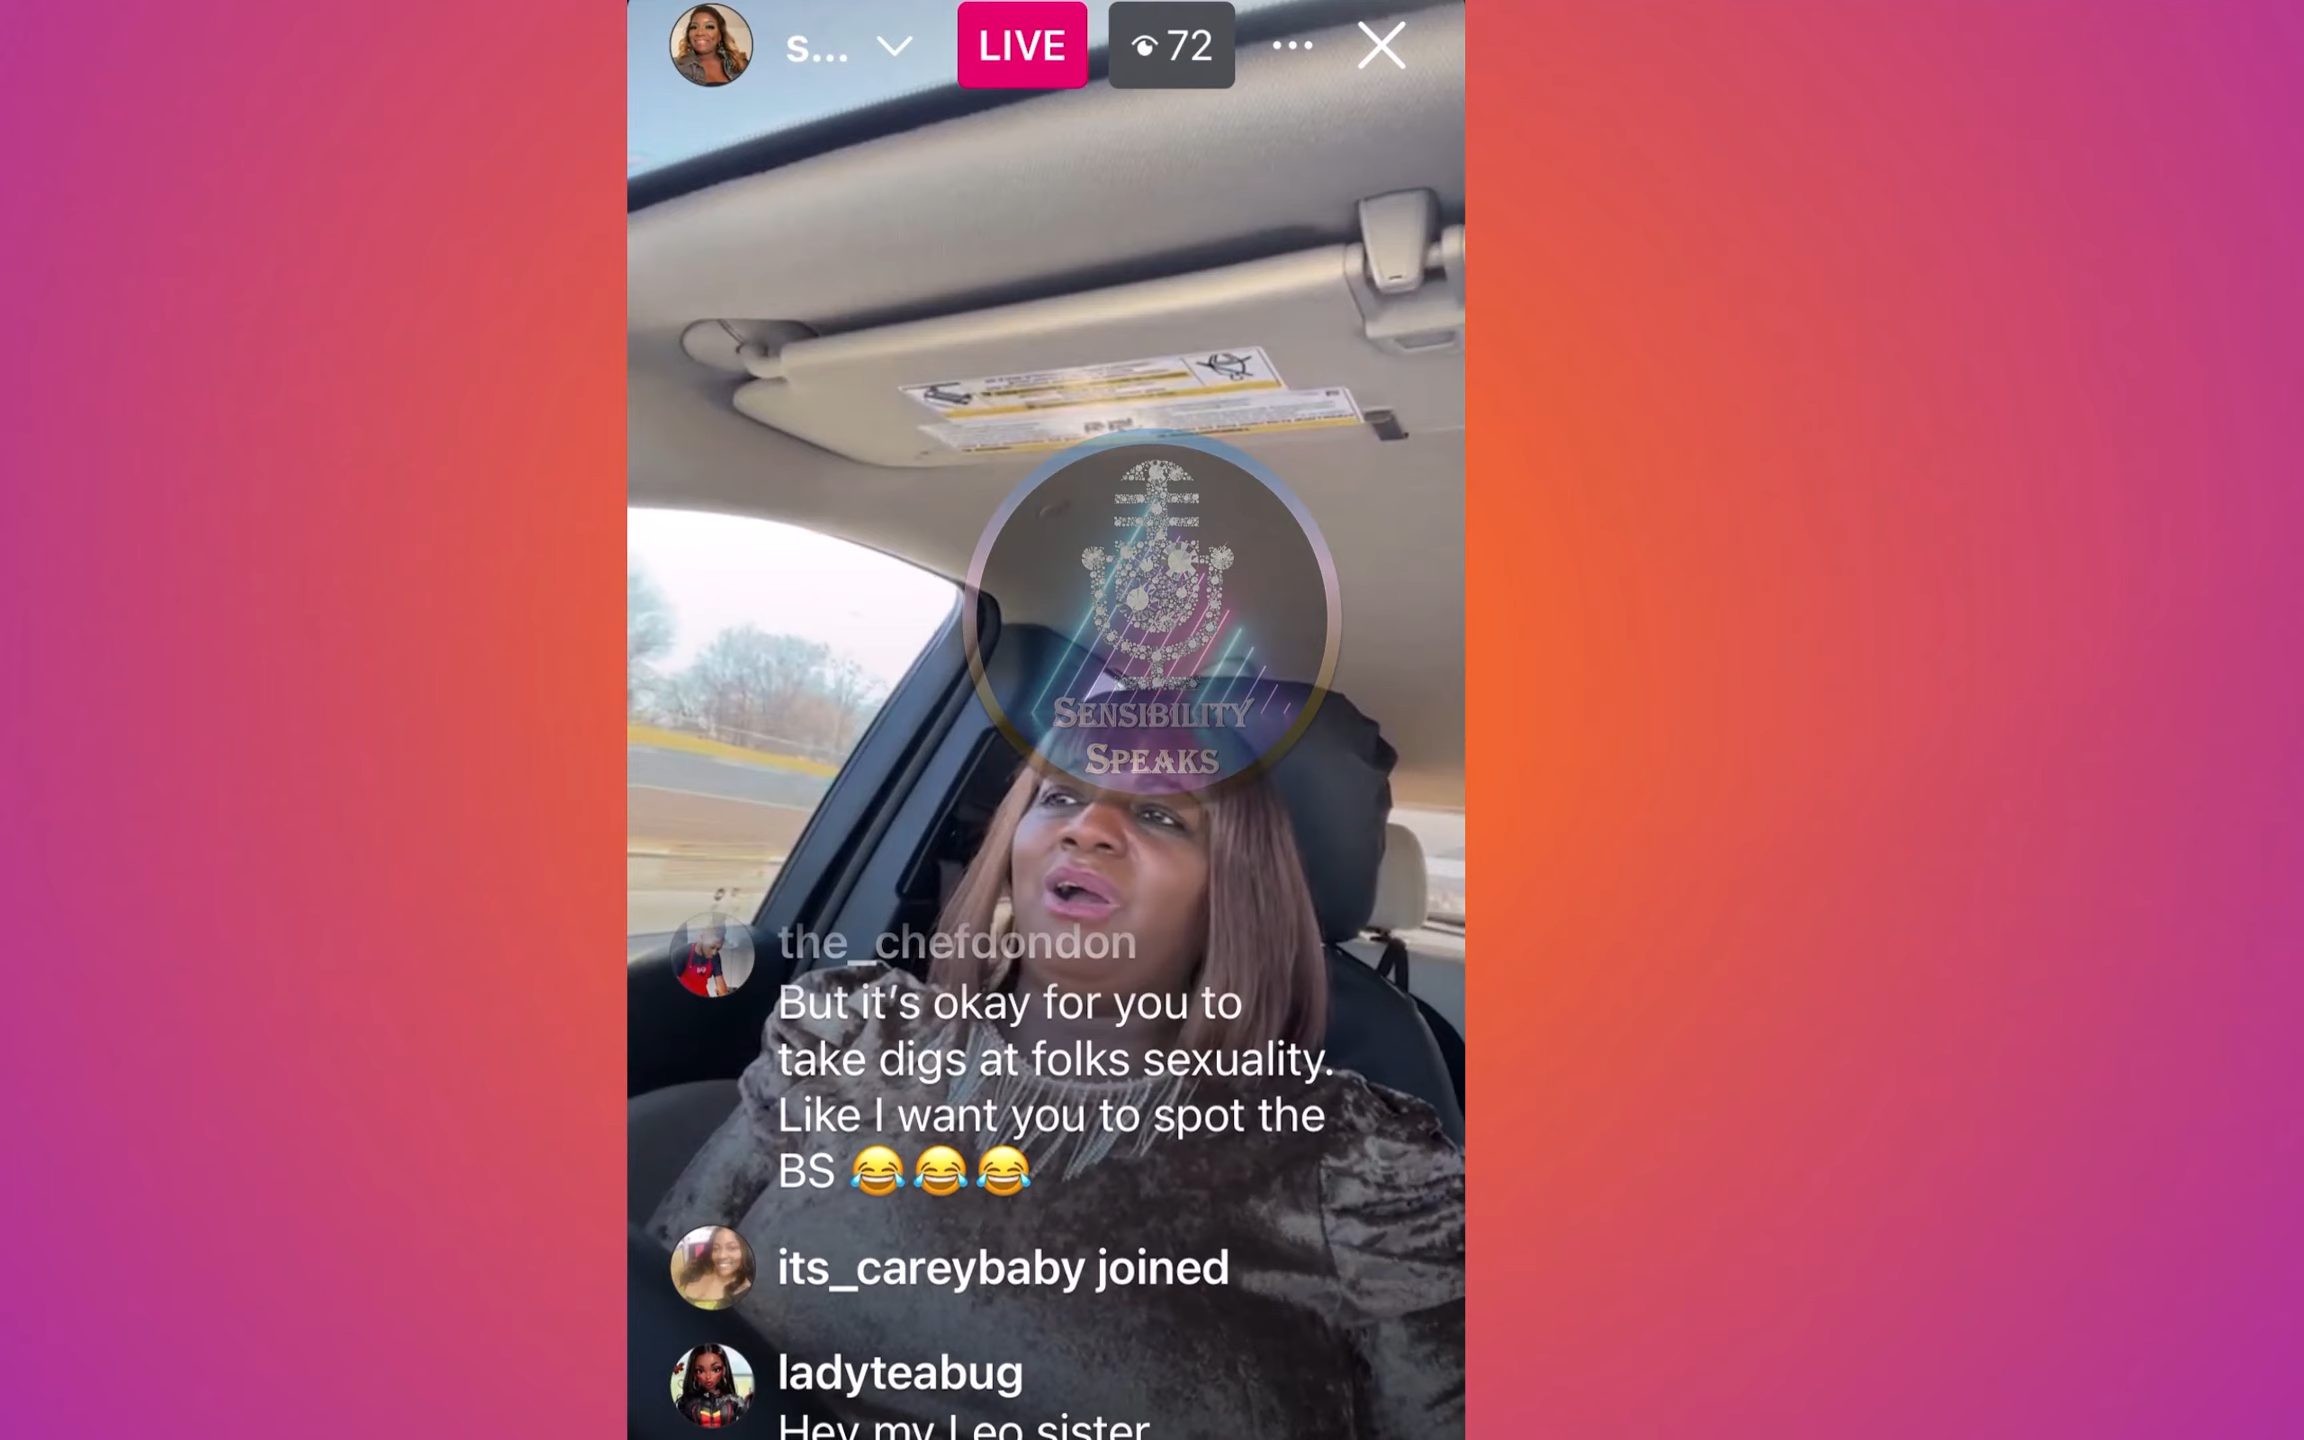 s...
LIVE
72
SENSIBILITY
SPEAKS
the_chefdondon
But it’s okay for you to
take digs at folks sexuality.
Like I want you to spot the
BS 😂😂😂
its_careybaby joined
ladyteabug
Hey my Leo sister